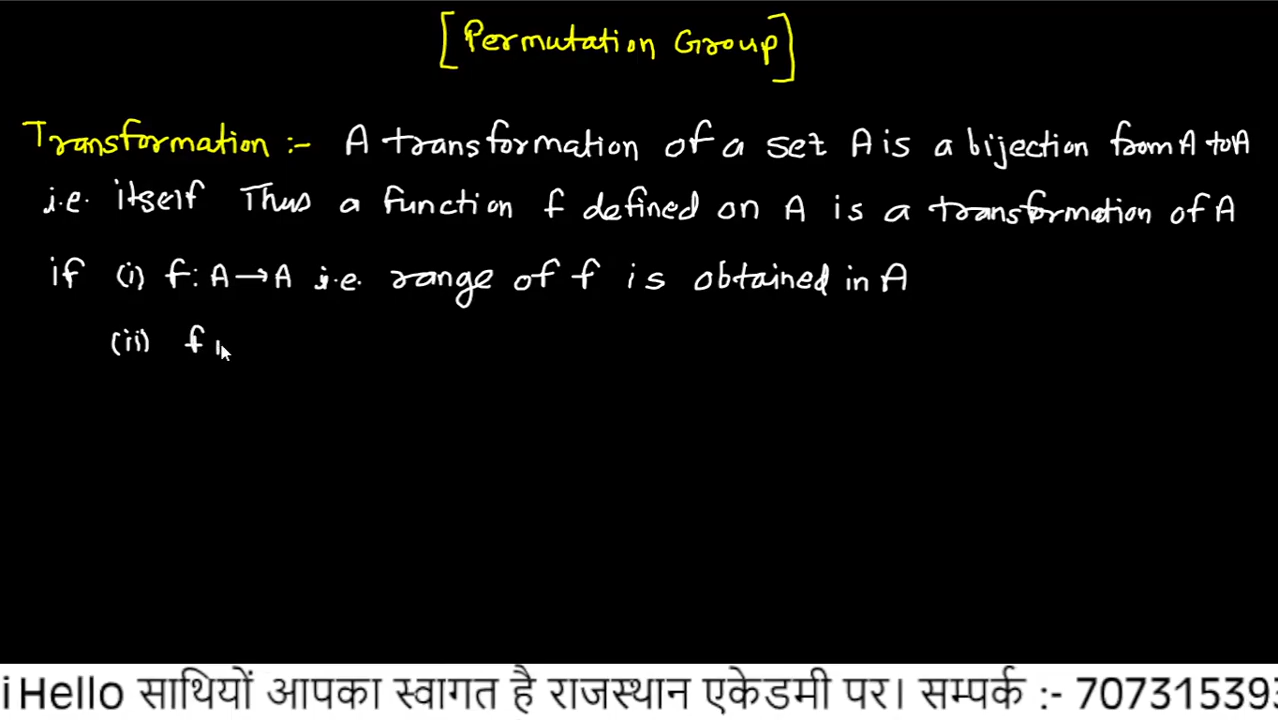 [Permutation Group]
Transformation :- A transformation of a set A is a bijection from A to A
i.e. itself Thus a function f defined on A is a transformation of A
if (i) f: A→A i.e. range of f is obtained in A
(ii) f
i Hello साथियों आपका स्वागत है राजस्थान एकेडमी पर। सम्पर्क :- 707315393